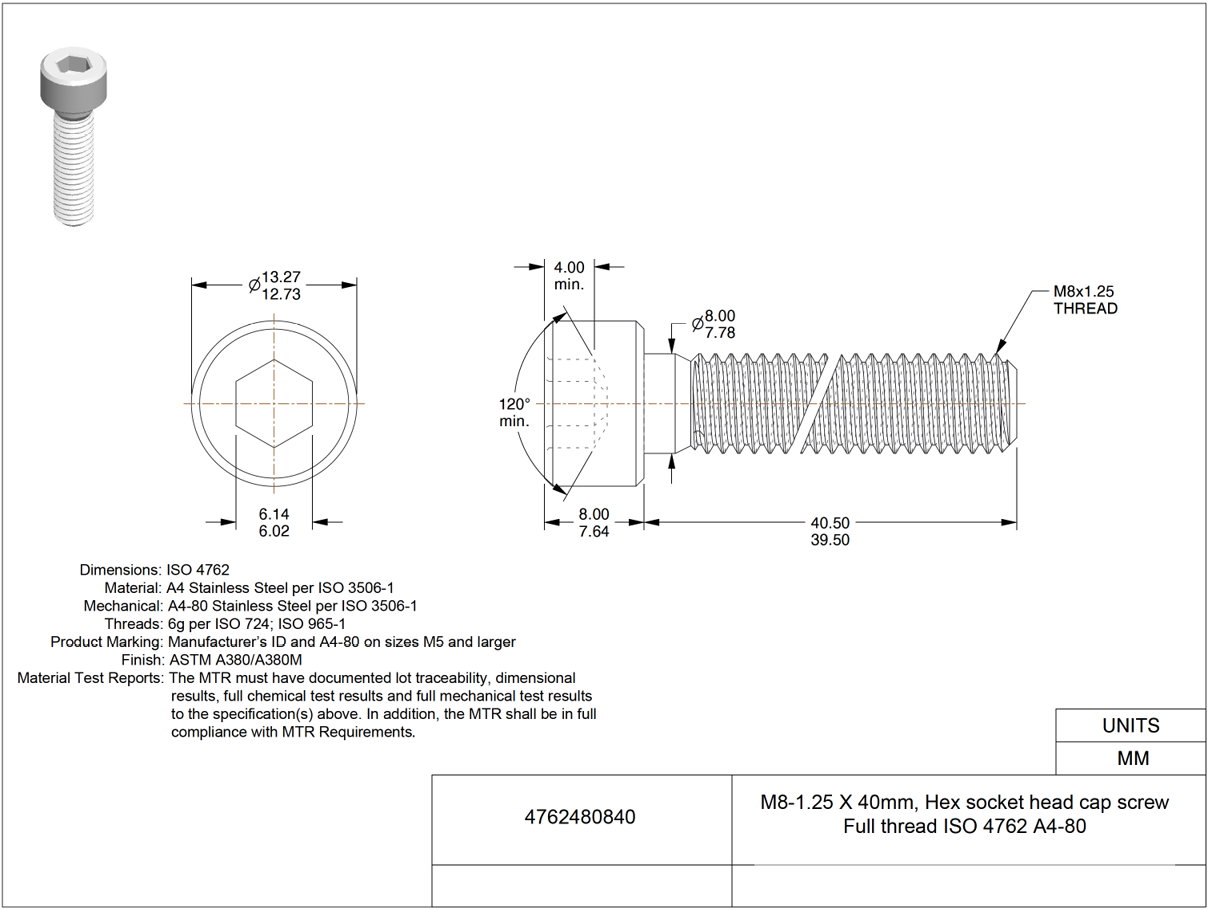 ⌀13.27
12.73
4.00
min.
M8x1.25
THREAD
⌀8.00
7.78
120°
min.
6.14
6.02
8.00
7.64
40.50
39.50
Dimensions: ISO 4762
Material: A4 Stainless Steel per ISO 3506-1
Mechanical: A4-80 Stainless Steel per ISO 3506-1
Threads: 6g per ISO 724; ISO 965-1
Product Marking: Manufacturer's ID and A4-80 on sizes M5 and larger
Finish: ASTM A380/A380M
Material Test Reports: The MTR must have documented lot traceability, dimensional
results, full chemical test results and full mechanical test results
to the specification(s) above. In addition, the MTR shall be in full
compliance with MTR Requirements.
UNITS
MM
4762480840
M8-1.25 X 40mm, Hex socket head cap screw
Full thread ISO 4762 A4-80